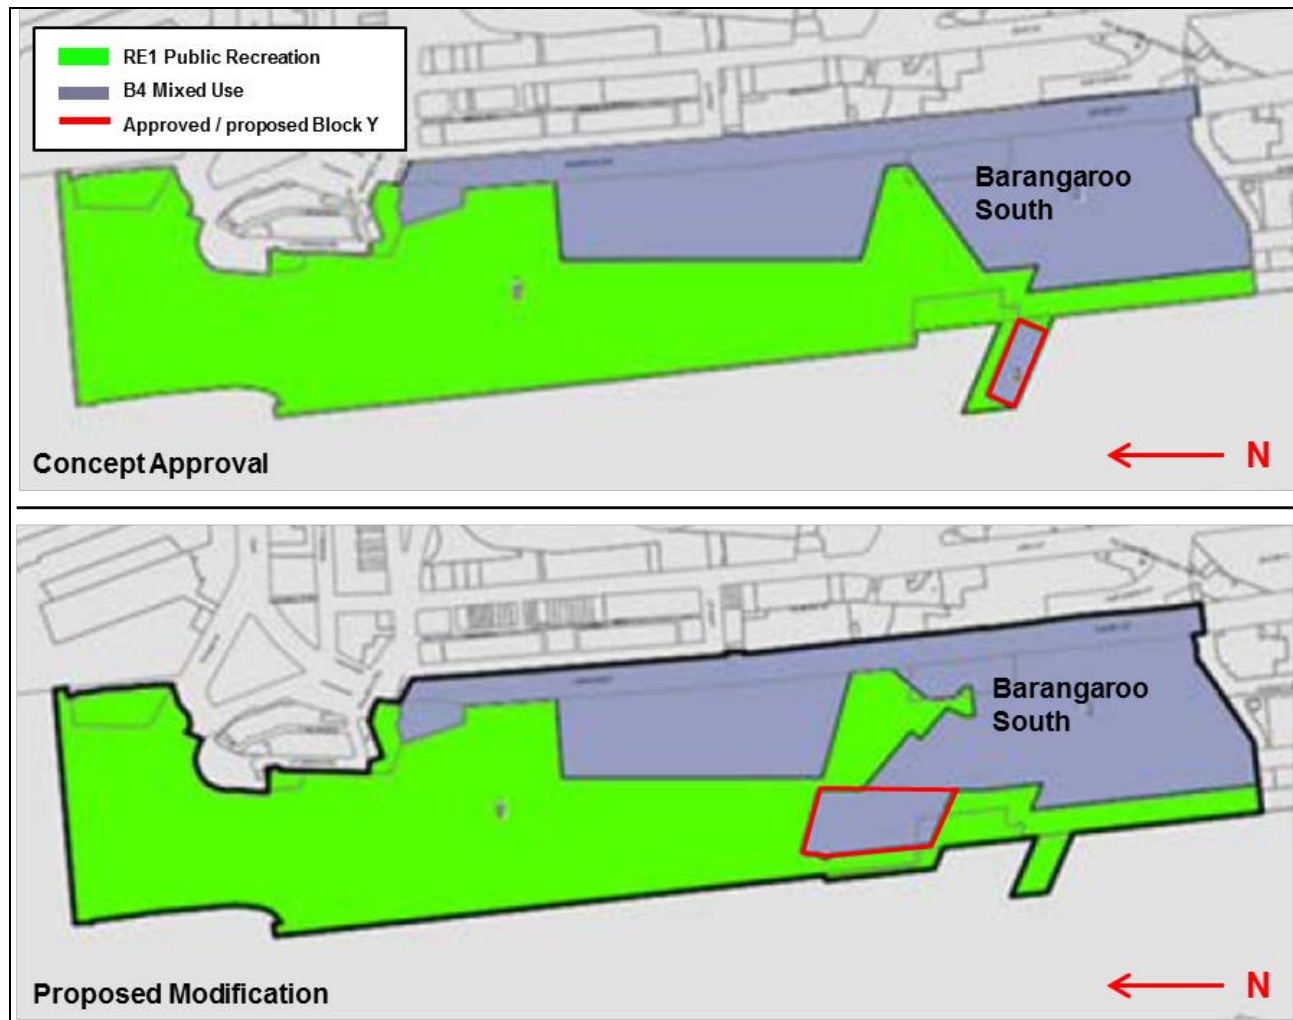 RE1 Public Recreation
B4 Mixed Use
Approved / proposed Block Y
Barangaroo
South
Concept Approval
N
Barangaroo
South
Proposed Modification
N